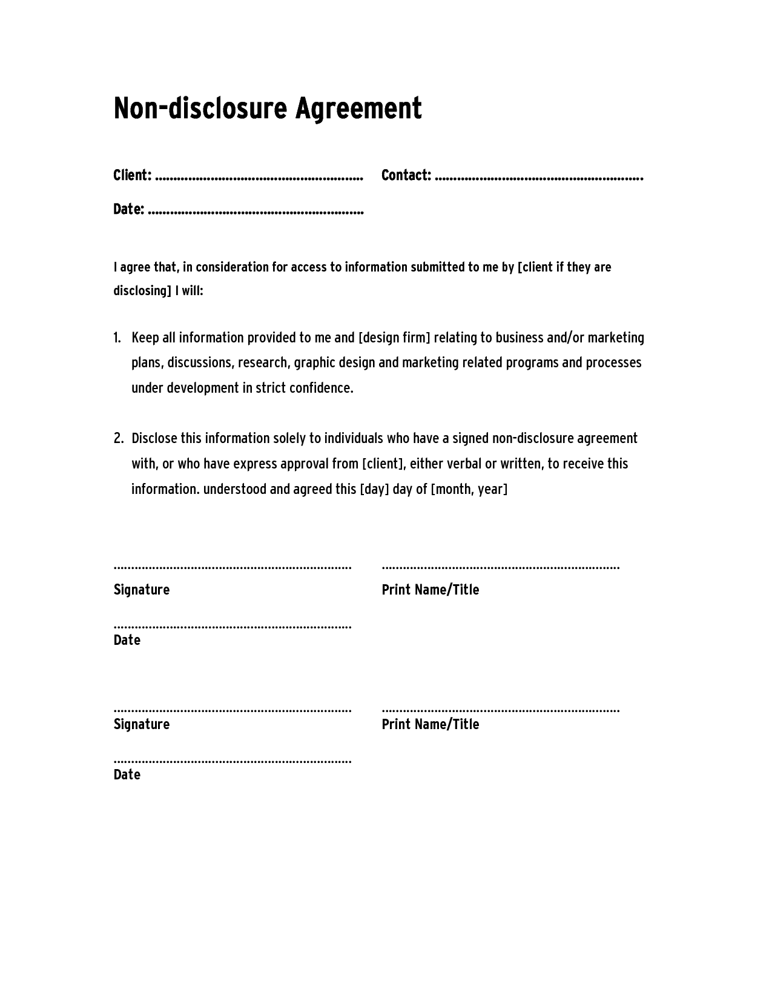 Non-disclosure Agreement
Client: ........................................................ Contact: ........................................................
Date: ..........................................................
I agree that, in consideration for access to information submitted to me by [client if they are
disclosing] I will:
1. Keep all information provided to me and [design firm] relating to business and/or marketing
plans, discussions, research, graphic design and marketing related programs and processes
under development in strict confidence.
2. Disclose this information solely to individuals who have a signed non-disclosure agreement
with, or who have express approval from [client], either verbal or written, to receive this
information. understood and agreed this [day] day of [month, year]
.................................................................... ....................................................................
Signature Print Name/Title
....................................................................
Date
.................................................................... ....................................................................
Signature Print Name/Title
....................................................................
Date